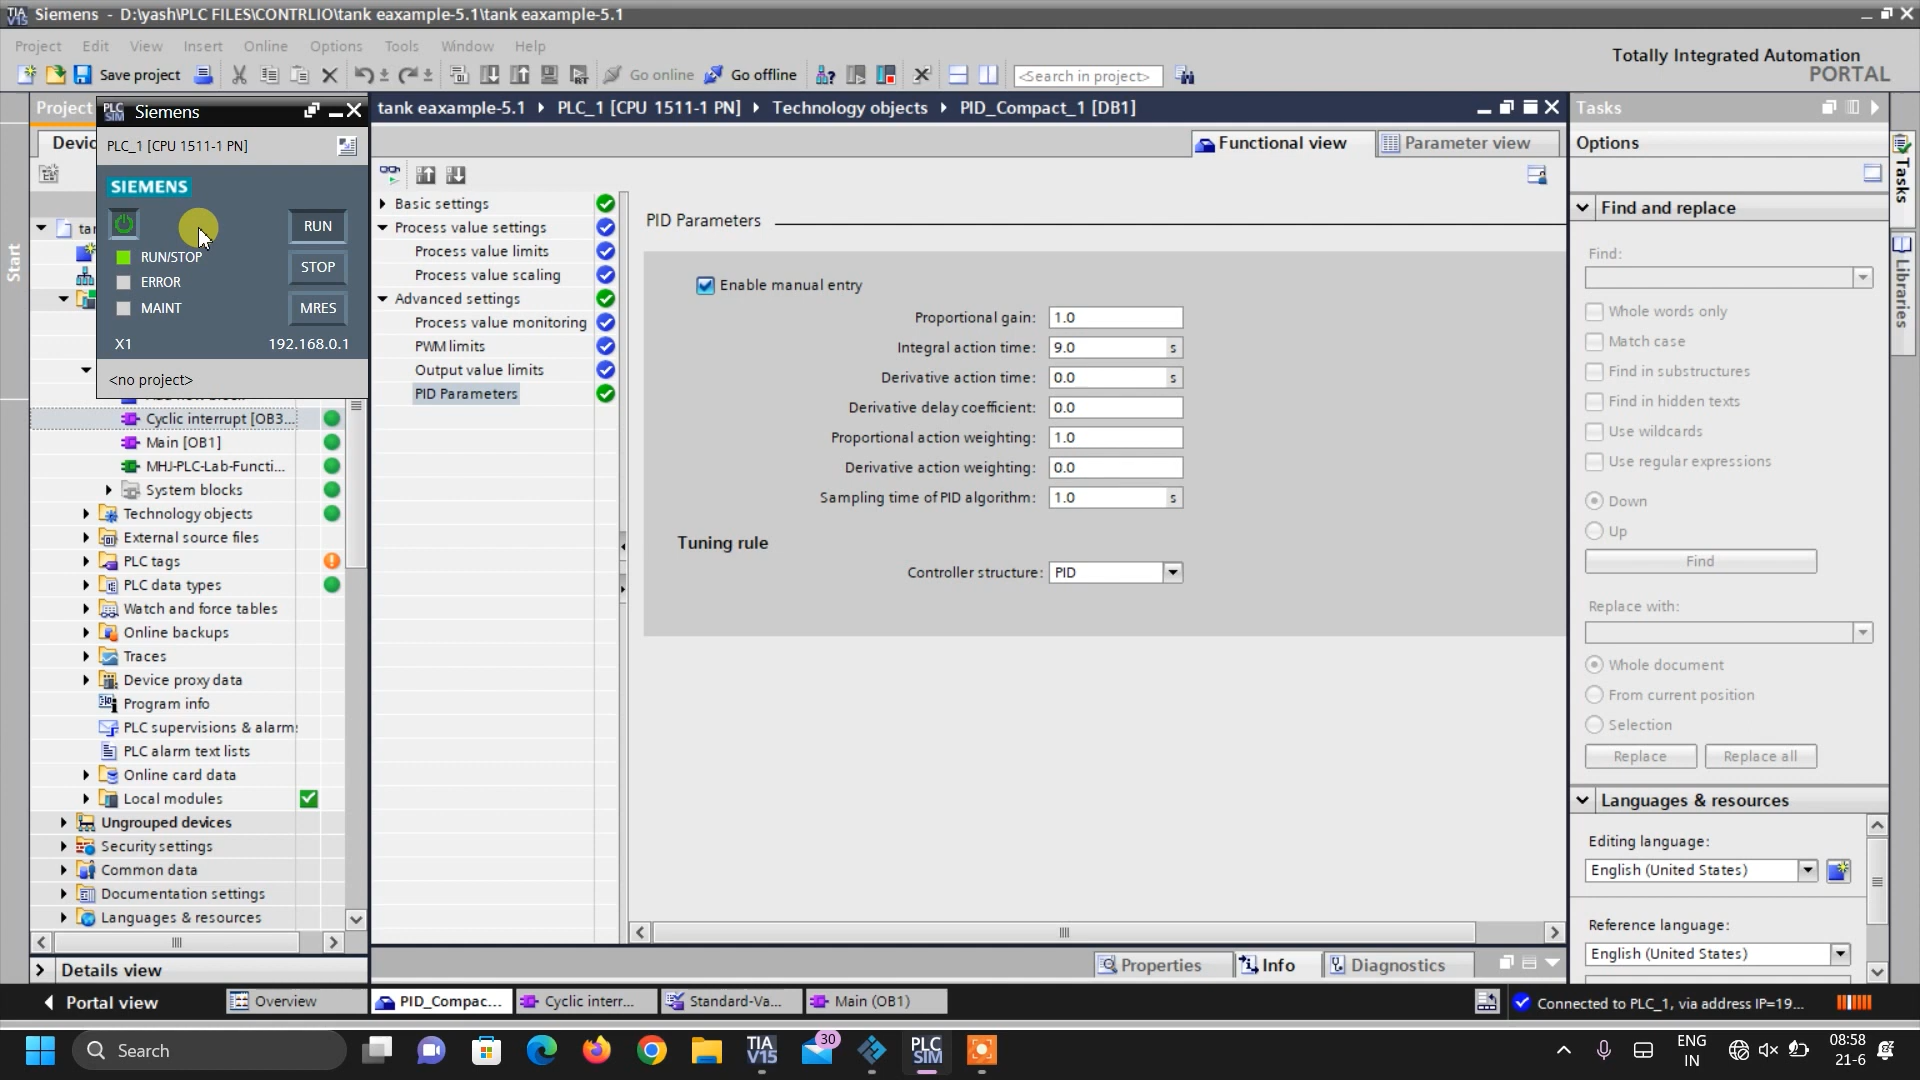 Siemens - D:\yash\PLC FILES\CONTRLIO\tank eaxample-5.1\tank eaxample-5.1
Project Edit View Insert Online Options Tools Window Help
Save project Go online Go offline <Search in project>
Totally Integrated Automation
PORTAL
Project
tank eaxample-5.1 PLC_1 [CPU 1511-1 PN] Technology objects PID_Compact_1 [DB1]
Tasks
Devic
Siemens
PLC_1 [CPU 1511-1 PN]
SIEMENS
RUN
RUN/STOP
STOP
ERROR
MAINT
MRES
X1 192.168.0.1
<no project>
Start
tan
Cyclic interrupt [OB3...
Main [OB1]
MHJ-PLC-Lab-Functi...
System blocks
Technology objects
External source files
PLC tags
PLC data types
Watch and force tables
Online backups
Traces
Device proxy data
Program info
PLC supervisions & alarms
PLC alarm text lists
Online card data
Local modules
Ungrouped devices
Security settings
Common data
Documentation settings
Languages & resources
Details view
Functional view
Parameter view
Basic settings
Process value settings
Process value limits
Process value scaling
Advanced settings
Process value monitoring
PWM limits
Output value limits
PID Parameters
PID Parameters
Enable manual entry
Proportional gain: 1.0
Integral action time: 9.0 s
Derivative action time: 0.0 s
Derivative delay coefficient: 0.0
Proportional action weighting: 1.0
Derivative action weighting: 0.0
Sampling time of PID algorithm: 1.0 s
Tuning rule
Controller structure: PID
Options
Find and replace
Find:
Whole words only
Match case
Find in substructures
Find in hidden texts
Use wildcards
Use regular expressions
Down
Up
Find
Replace with:
Whole document
From current position
Selection
Replace Replace all
Languages & resources
Editing language:
English (United States)
Reference language:
English (United States)
Tasks
Libraries
Properties Info Diagnostics
Portal view Overview PID_Compac... Cyclic interr... Standard-Va... Main (OB1) Connected to PLC_1, via address IP=19...
Search
TIA V15
30
PLC SIM
ENG
IN
08:58
21-6